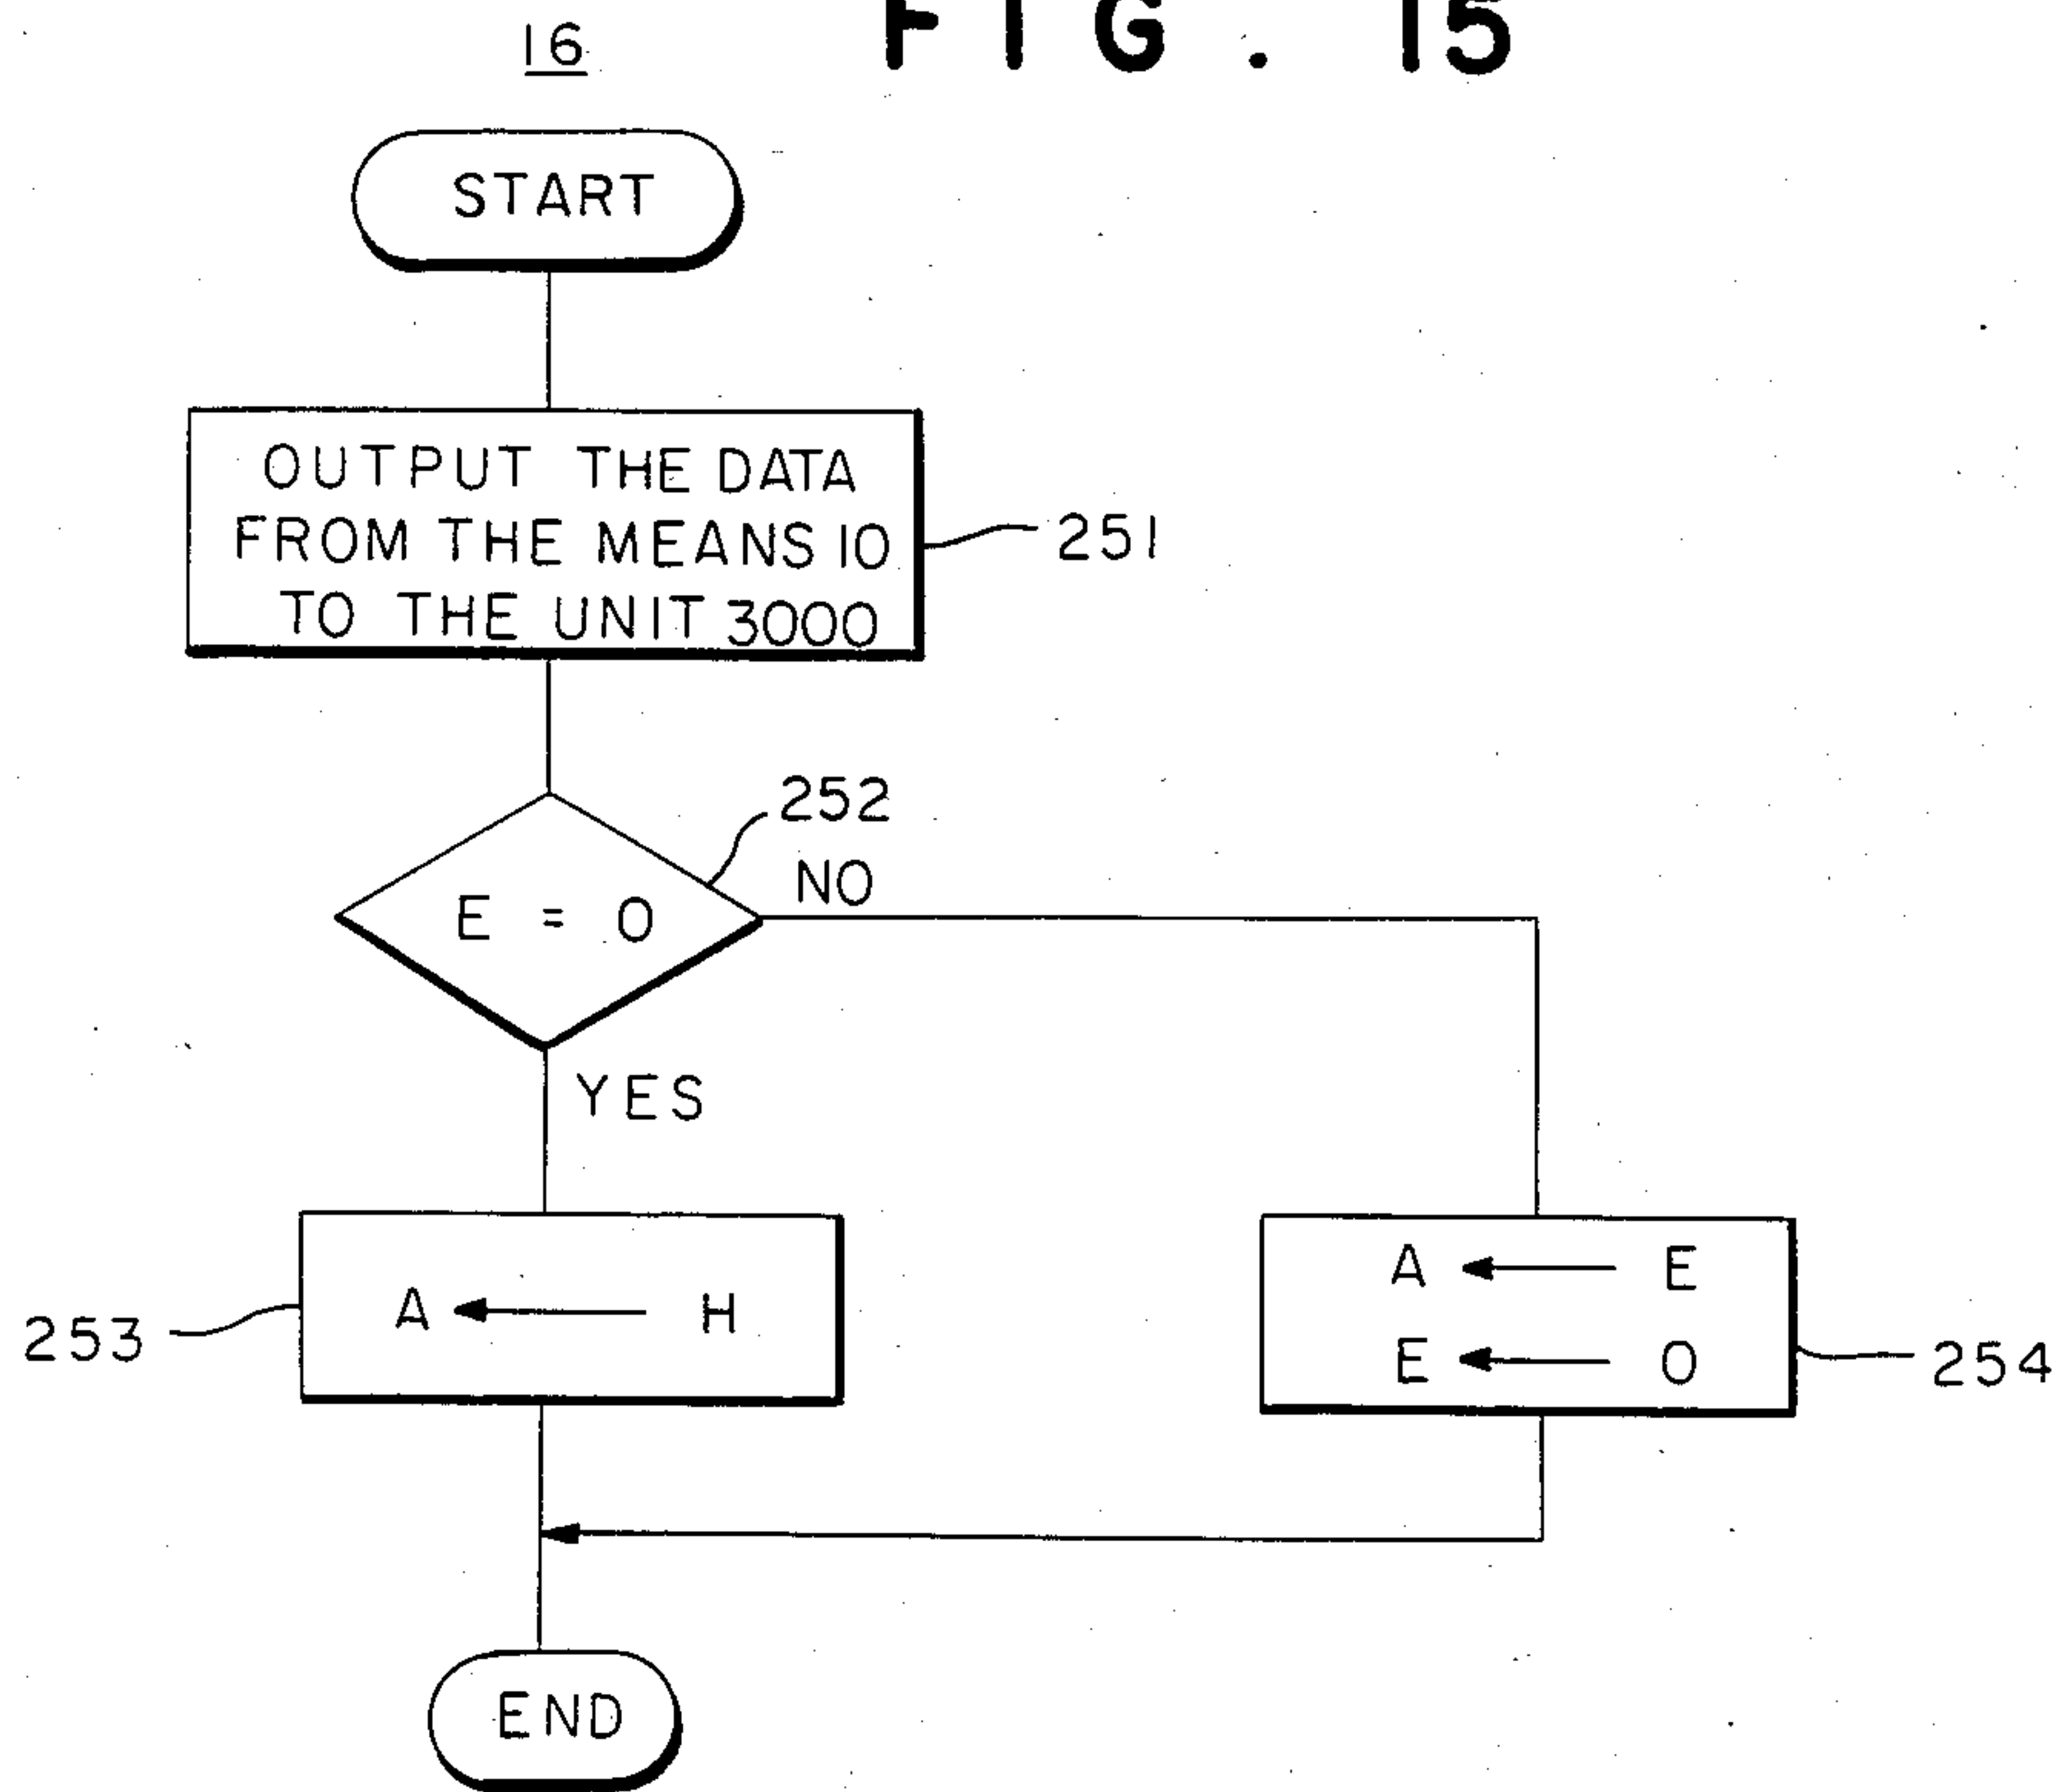 16
FIG. 15
START
OUTPUT THE DATA
FROM THE MEANS 10
TO THE UNIT 3000
251
252
NO
E = 0
YES
A ← H
253
A ← E
E ← 0
254
END